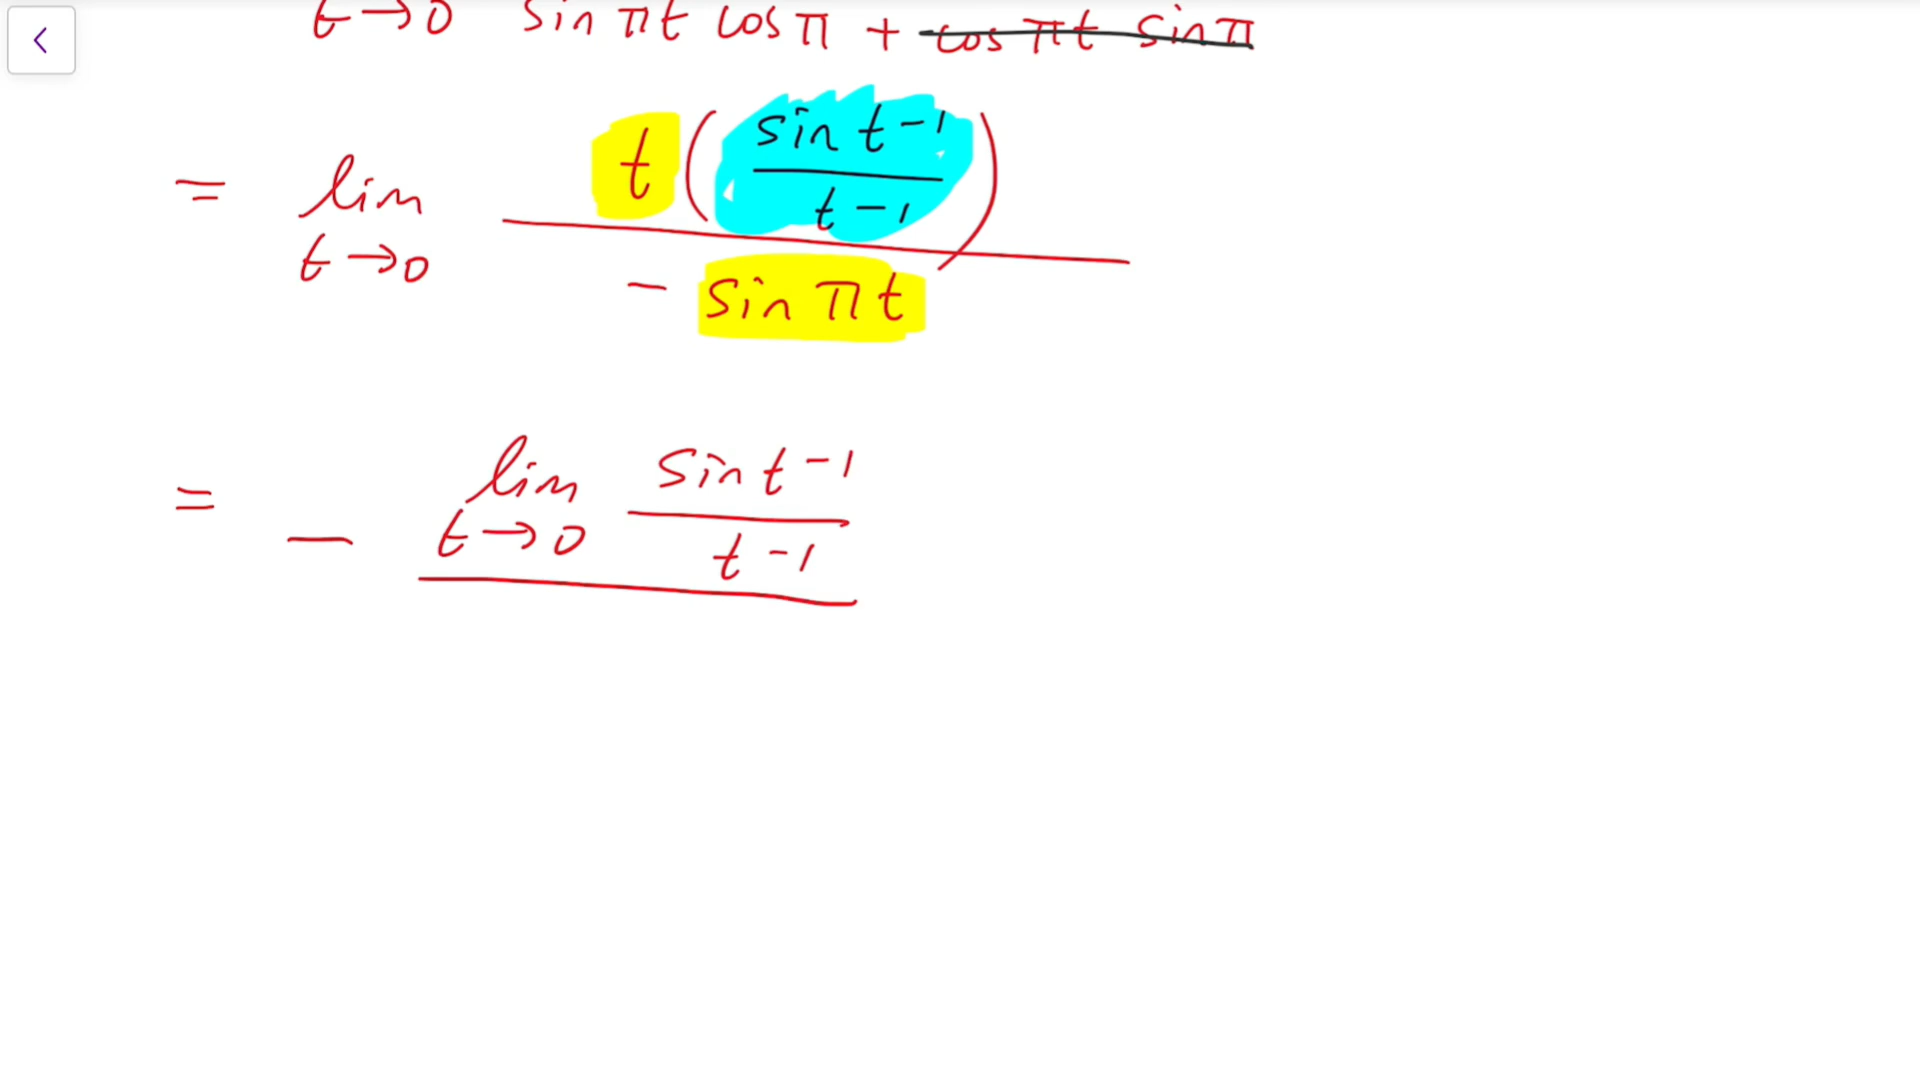 t→0 sin πt cos π + cos πt sin π
t ( sin t-1 / t-1 )
= lim
t→0
- sin πt
= - lim sin t-1
t→0 t-1